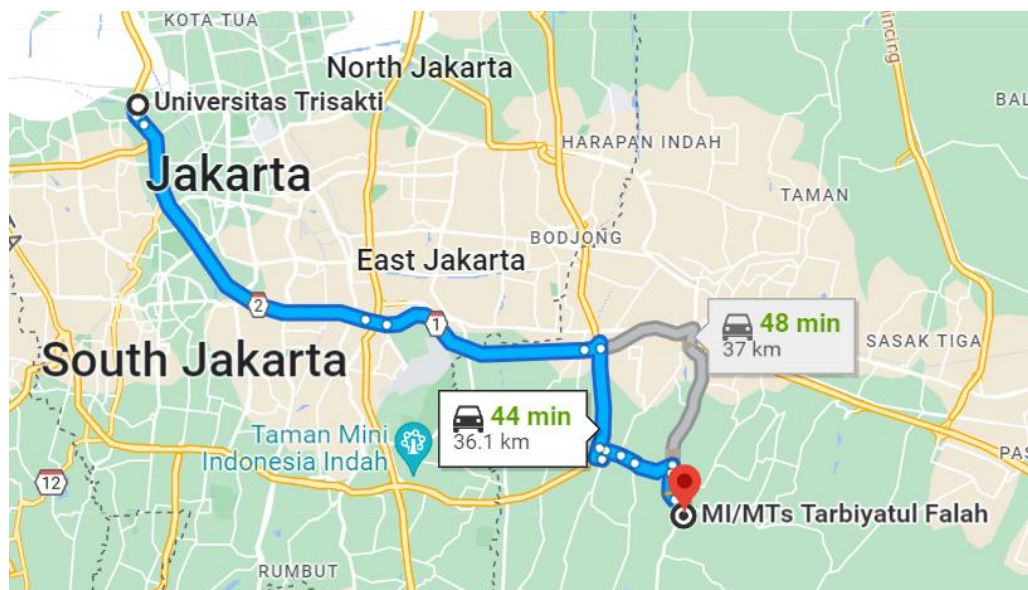 KOTA TUA
North Jakarta
Universitas Trisakti
BAL
HARAPAN INDAH
Jakarta
TAMAN
BODJONG
East Jakarta
2
1
48 min
37 km
SASAK TIGA
South Jakarta
44 min
36.1 km
Taman Mini
Indonesia Indah
PAS
12
MI/MTs Tarbiyatul Falah
RUMBUT